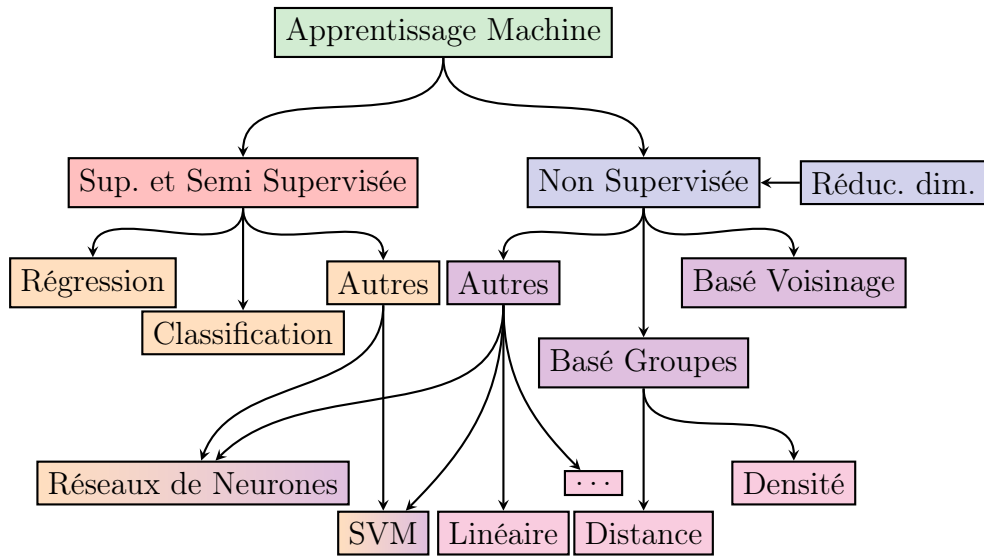 Apprentissage Machine
Sup. et Semi Supervisée
Non Supervisée
Réduc. dim.
Régression
Autres
Autres
Basé Voisinage
Classification
Basé Groupes
Réseaux de Neurones
...
Densité
SVM
Linéaire
Distance